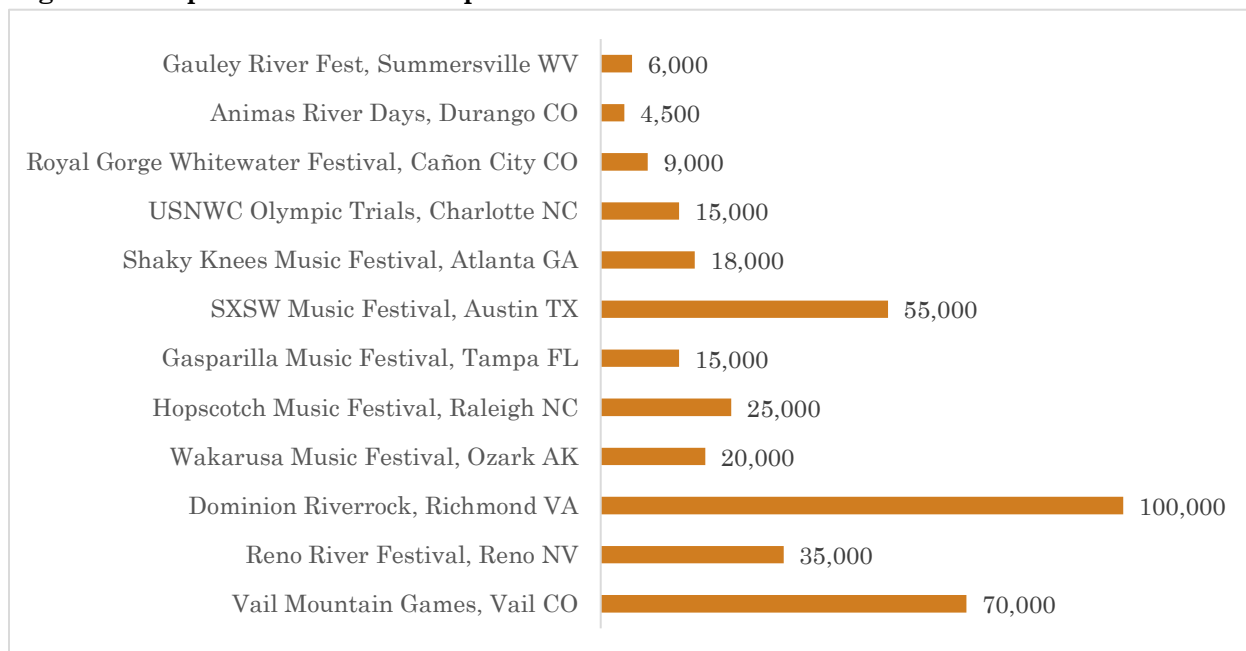 Gauley River Fest, Summersville WV 6,000
Animas River Days, Durango CO 4,500
Royal Gorge Whitewater Festival, Cañon City CO 9,000
USNWC Olympic Trials, Charlotte NC 15,000
Shaky Knees Music Festival, Atlanta GA 18,000
SXSW Music Festival, Austin TX 55,000
Gasparilla Music Festival, Tampa FL 15,000
Hopscotch Music Festival, Raleigh NC 25,000
Wakarusa Music Festival, Ozark AK 20,000
Dominion Riverrock, Richmond VA 100,000
Reno River Festival, Reno NV 35,000
Vail Mountain Games, Vail CO 70,000